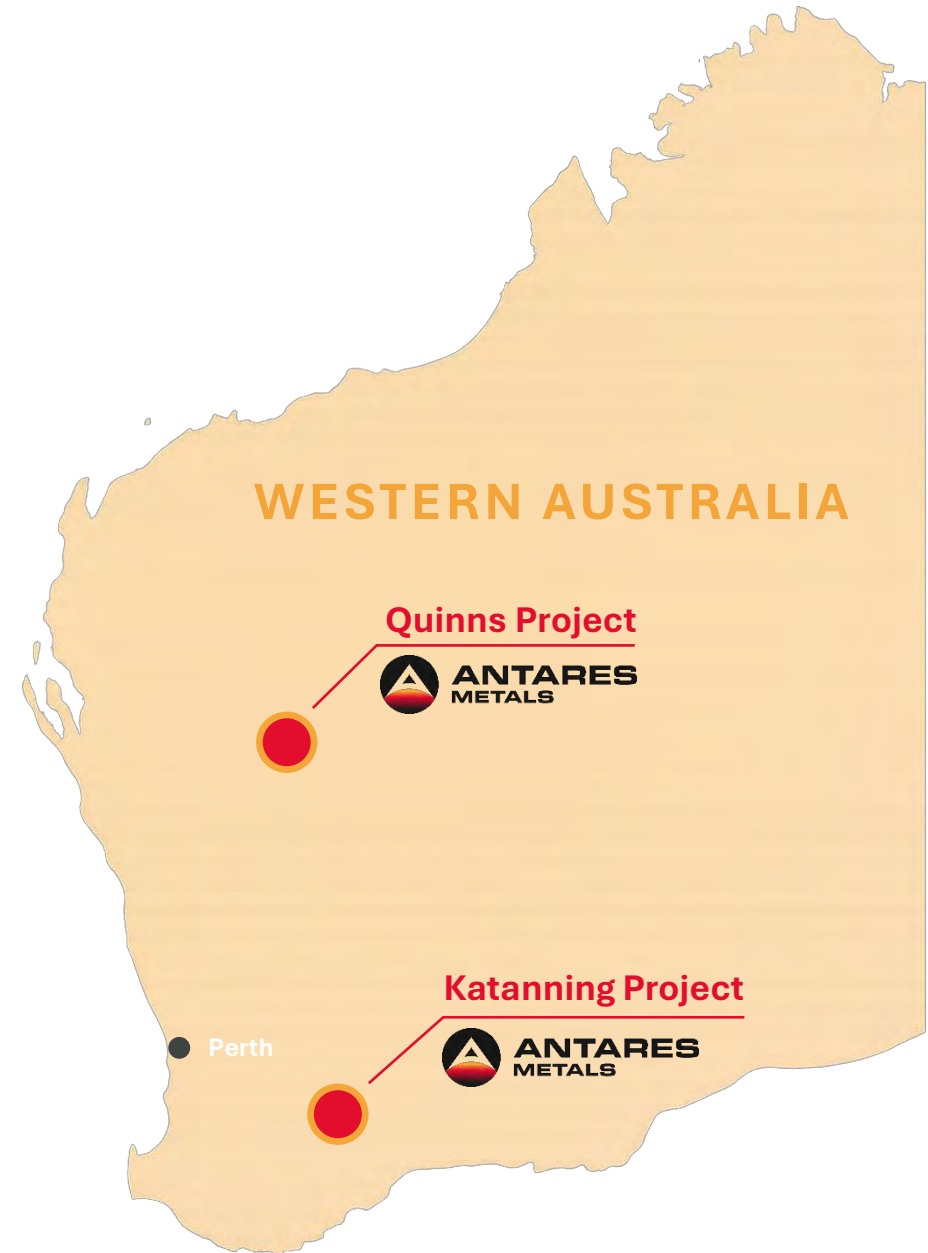 WESTERN AUSTRALIA
Quinns Project
ANTARES
METALS
Katanning Project
Perth
ANTARES
METALS